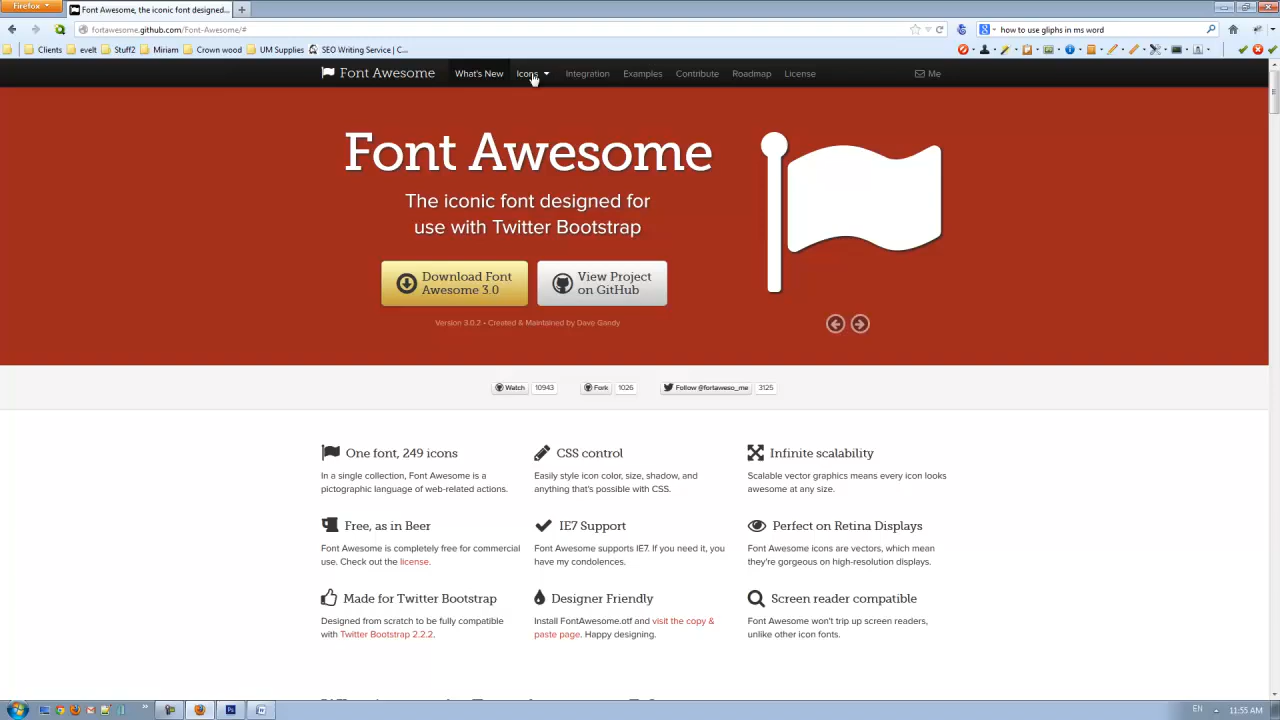 Firefox
Font Awesome, the iconic font designed...
fortawesome.github.com/Font-Awesome/#
how to use gliphs in ms word
Clients
evelt
Stuff2
Miriam
Crown wood
UM Supplies
SEO Writing Service | C...
Font Awesome
What's New
Icons
Integration
Examples
Contribute
Roadmap
License
Me
Font Awesome
The iconic font designed for
use with Twitter Bootstrap
Download Font
Awesome 3.0
View Project
on GitHub
Version 3.0.2 • Created & Maintained by Dave Gandy
Watch 10943
Fork 1026
Follow @fortaweso_me 3125
One font, 249 icons
In a single collection, Font Awesome is a
pictographic language of web-related actions.
CSS control
Easily style icon color, size, shadow, and
anything that's possible with CSS.
Infinite scalability
Scalable vector graphics means every icon looks
awesome at any size.
Free, as in Beer
Font Awesome is completely free for commercial
use. Check out the license.
IE7 Support
Font Awesome supports IE7. If you need it, you
have my condolences.
Perfect on Retina Displays
Font Awesome icons are vectors, which mean
they're gorgeous on high-resolution displays.
Made for Twitter Bootstrap
Designed from scratch to be fully compatible
with Twitter Bootstrap 2.2.2.
Designer Friendly
Install FontAwesome.otf and visit the copy &
paste page. Happy designing.
Screen reader compatible
Font Awesome won't trip up screen readers,
unlike other icon fonts.
EN
11:55 AM